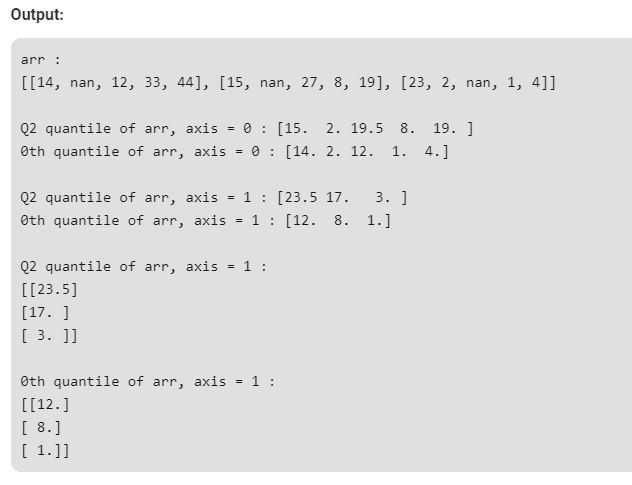 Output:
arr :
[[14, nan, 12, 33, 44], [15, nan, 27, 8, 19], [23, 2, nan, 1, 4]]
Q2 quantile of arr, axis = 0 : [15.  2. 19.5  8.  19. ]
0th quantile of arr, axis = 0 : [14. 2. 12.  1.  4.]
Q2 quantile of arr, axis = 1 : [23.5 17.   3. ]
0th quantile of arr, axis = 1 : [12.  8.  1.]
Q2 quantile of arr, axis = 1 :
[[23.5]
[17. ]
[ 3. ]]
0th quantile of arr, axis = 1 :
[[12.]
[ 8.]
[ 1.]]